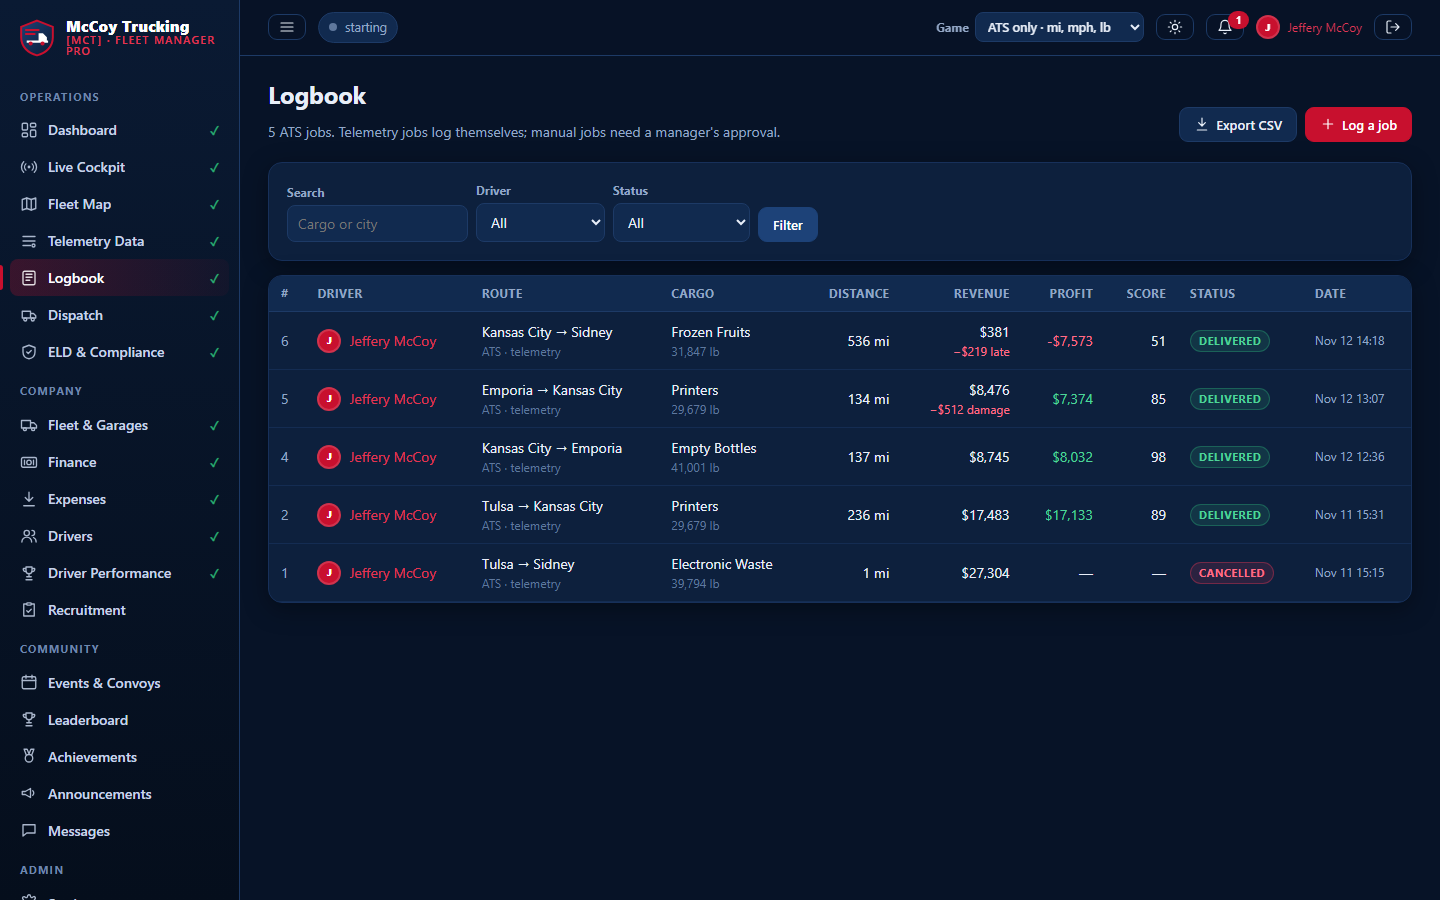 McCoy Trucking
[MCT] · FLEET MANAGER
PRO
starting
Game
ATS only · mi, mph, lb
1
J
Jeffery McCoy
OPERATIONS
Dashboard ✓
Live Cockpit ✓
Fleet Map ✓
Telemetry Data ✓
Logbook ✓
Dispatch ✓
ELD & Compliance ✓
COMPANY
Fleet & Garages ✓
Finance ✓
Expenses ✓
Drivers ✓
Driver Performance ✓
Recruitment
COMMUNITY
Events & Convoys
Leaderboard
Achievements
Announcements
Messages
ADMIN
Logbook
5 ATS jobs. Telemetry jobs log themselves; manual jobs need a manager's approval.
Export CSV
Log a job
Search
Driver
Status
Cargo or city
All
All
Filter
# DRIVER ROUTE CARGO DISTANCE REVENUE PROFIT SCORE STATUS DATE
6 J Jeffery McCoy Kansas City → Sidney Frozen Fruits 536 mi $381 -$7,573 51 DELIVERED Nov 12 14:18
ATS · telemetry 31,847 lb −$219 late
5 J Jeffery McCoy Emporia → Kansas City Printers 134 mi $8,476 $7,374 85 DELIVERED Nov 12 13:07
ATS · telemetry 29,679 lb −$512 damage
4 J Jeffery McCoy Kansas City → Emporia Empty Bottles 137 mi $8,745 $8,032 98 DELIVERED Nov 12 12:36
ATS · telemetry 41,001 lb
2 J Jeffery McCoy Tulsa → Kansas City Printers 236 mi $17,483 $17,133 89 DELIVERED Nov 11 15:31
ATS · telemetry 29,679 lb
1 J Jeffery McCoy Tulsa → Sidney Electronic Waste 1 mi $27,304 — — CANCELLED Nov 11 15:15
ATS · telemetry 39,794 lb